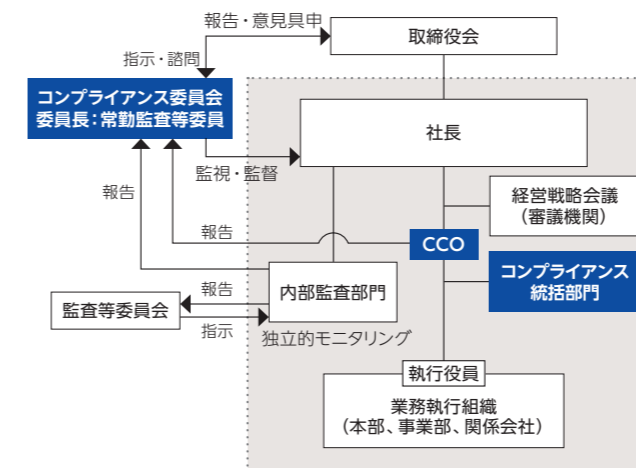 報告・意見具申
取締役会
指示・諮問
コンプライアンス委員会
委員長：常勤監査等委員
社長
監視・監督
報告
経営戦略会議
（審議機関）
報告
CCO
コンプライアンス
統括部門
内部監査部門
報告
監査等委員会
指示
独立的モニタリング
執行役員
業務執行組織
（本部、事業部、関係会社）